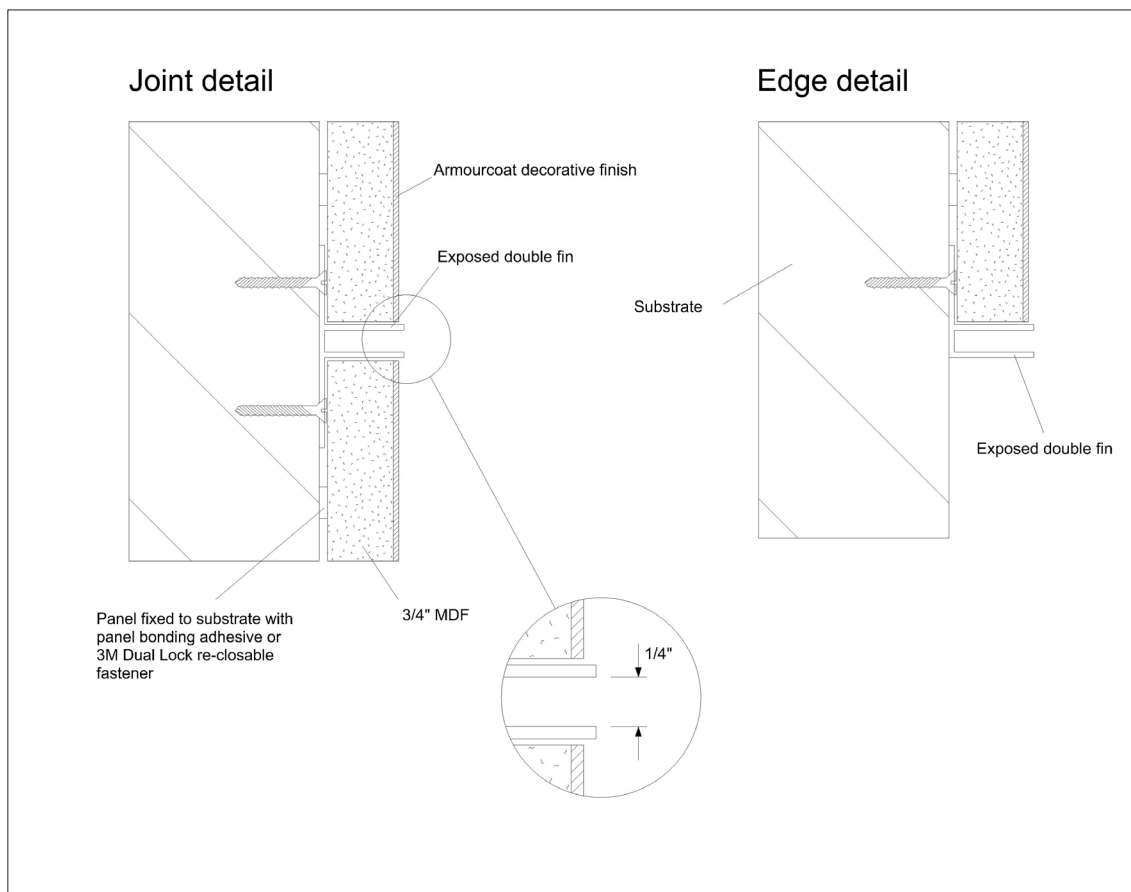 Joint detail
Edge detail
Armourcoat decorative finish
Exposed double fin
Substrate
Exposed double fin
3/4" MDF
Panel fixed to substrate with
panel bonding adhesive or
3M Dual Lock re-closable
fastener
1/4"